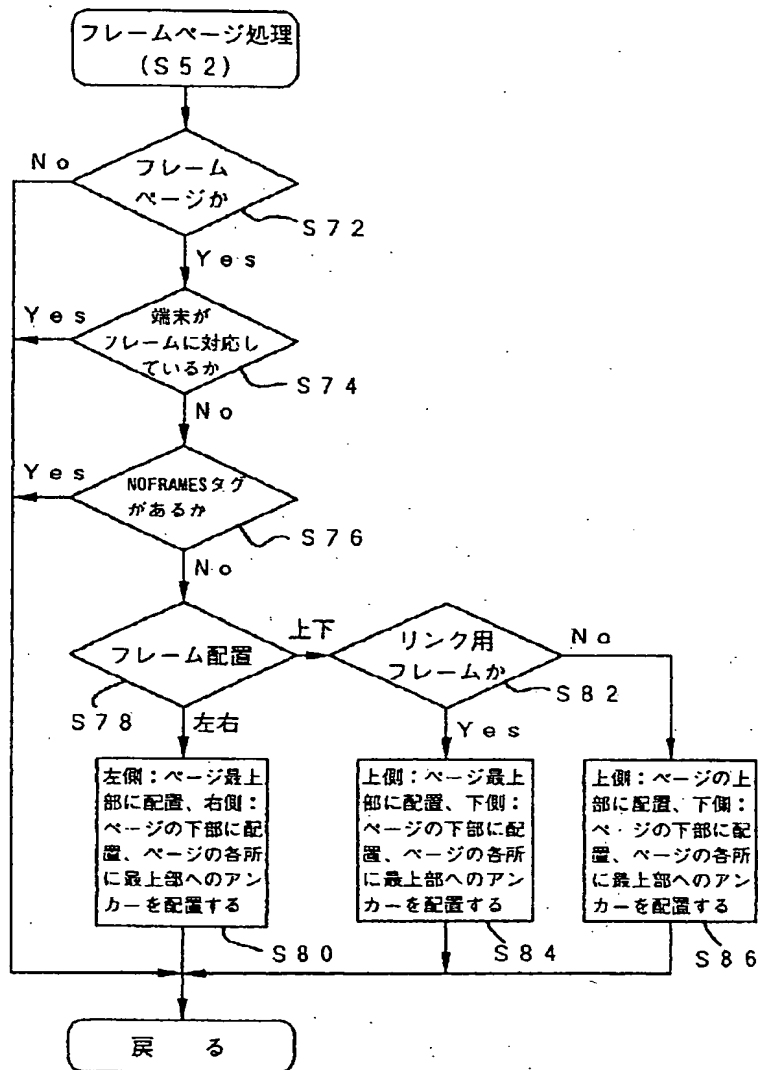 フレームページ処理
(S52)
No
フレーム
ページか
S72
Yes
Yes
端末が
フレームに対応し
ているか
S74
No
Yes
NOFRAMESタグ
があるか
S76
No
フレーム配置
上下
S78
左右
リンク用
フレームか
No
S82
Yes
左側:ページ最上
部に配置、右側:
ページの下部に配
置、ページの各所
に最上部へのアン
カーを配置する
S80
上側:ページ最上
部に配置、下側:
ページの下部に配
置、ページの各所
に最上部へのアン
カーを配置する
S84
上側:ページの上
部に配置、下側:
ページの下部に配
置、ページの各所
に最上部へのアン
カーを配置する
S86
戻る